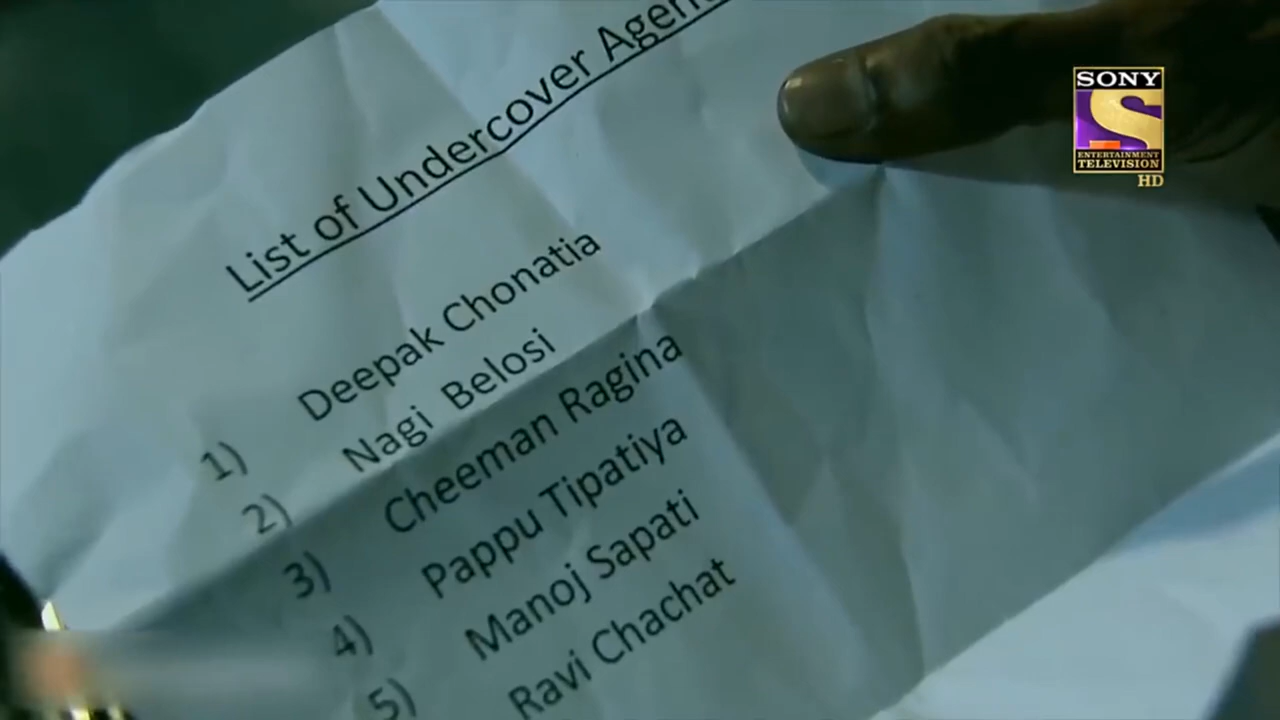 List of Undercover Agent
1) Deepak Chonatia
2) Nagi Belosi
3) Cheeman Ragina
4) Pappu Tipatiya
5) Manoj Sapati
Ravi Chachat
SONY
S
ENTERTAINMENT
TELEVISION
HD